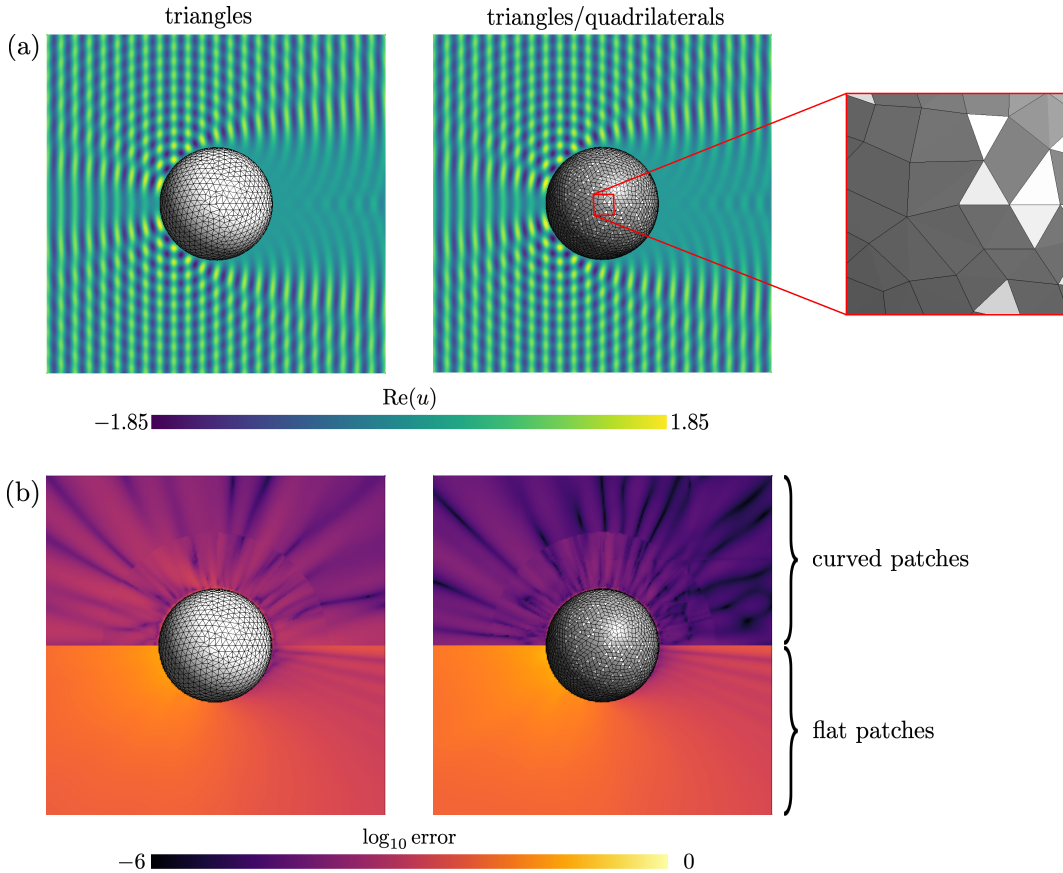 triangles
triangles/quadrilaterals
(a)
Re(u)
−1.85
1.85
(b)
curved patches
flat patches
log₁₀ error
−6
0